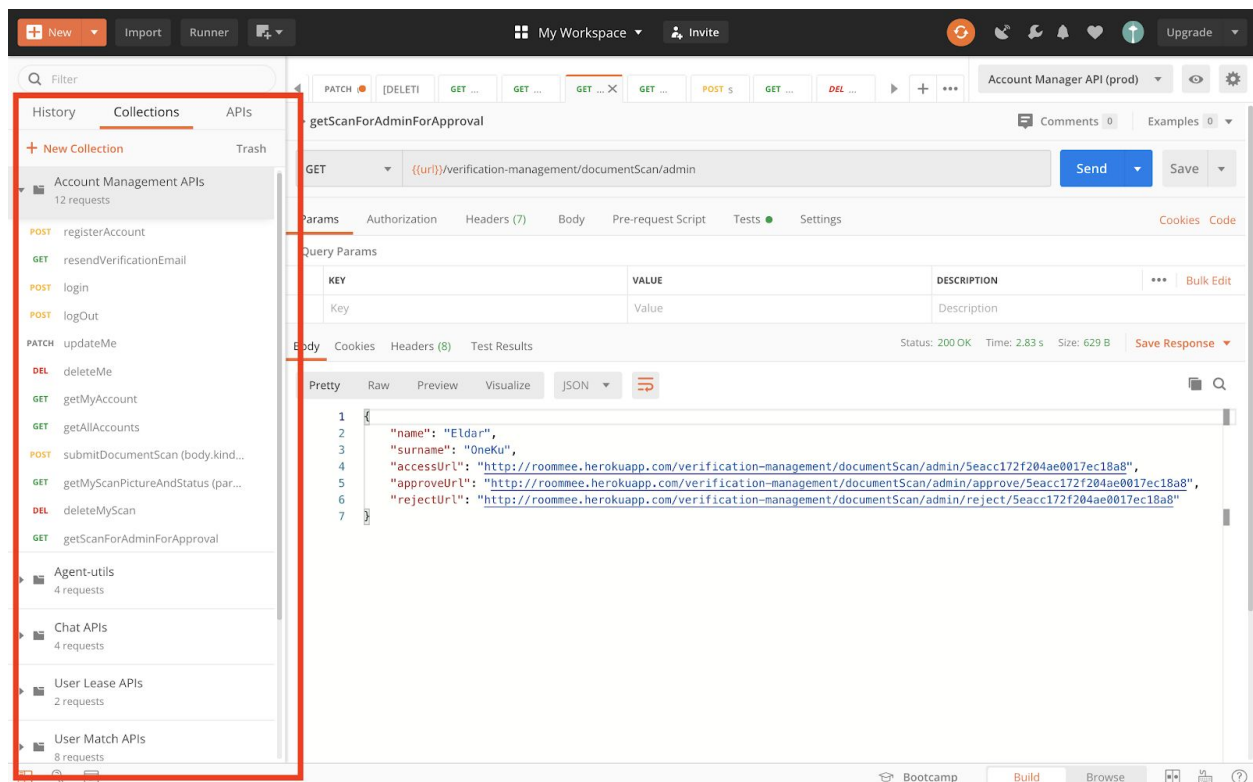 New Import Runner My Workspace Invite Upgrade
Filter
History Collections APIs
+ New Collection Trash
Account Management APIs
12 requests
POST registerAccount
GET resendVerificationEmail
POST login
POST logOut
PATCH updateMe
DEL deleteMe
GET getMyAccount
GET getAllAccounts
POST submitDocumentScan (body.kind...
GET getMyScanPictureAndStatus (par...
DEL deleteMyScan
GET getScanForAdminForApproval
Agent-utils
4 requests
Chat APIs
4 requests
User Lease APIs
2 requests
User Match APIs
8 requests
PATCH [DELETI GET ... GET ... GET ... GET ... POST s GET ... DEL ... Account Manager API (prod)
getScanForAdminForApproval Comments 0 Examples 0
GET {{url}}/verification-management/documentScan/admin Send Save
Params Authorization Headers (7) Body Pre-request Script Tests Settings Cookies Code
Query Params
KEY VALUE DESCRIPTION ... Bulk Edit
Key Value Description
Body Cookies Headers (8) Test Results Status: 200 OK Time: 2.83 s Size: 629 B Save Response
Pretty Raw Preview Visualize JSON
1 {
2 "name": "Eldar",
3 "surname": "OneKu",
4 "accessUrl": "http://roommee.herokuapp.com/verification-management/documentScan/admin/5eacc172f204ae0017ec18a8",
5 "approveUrl": "http://roommee.herokuapp.com/verification-management/documentScan/admin/approve/5eacc172f204ae0017ec18a8",
6 "rejectUrl": "http://roommee.herokuapp.com/verification-management/documentScan/admin/reject/5eacc172f204ae0017ec18a8"
7 }
Bootcamp Build Browse